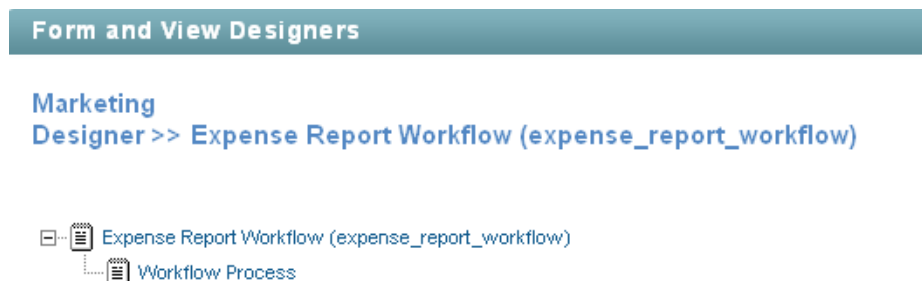 Form and View Designers
Marketing
Designer >> Expense Report Workflow (expense_report_workflow)
Expense Report Workflow (expense_report_workflow)
Workflow Process